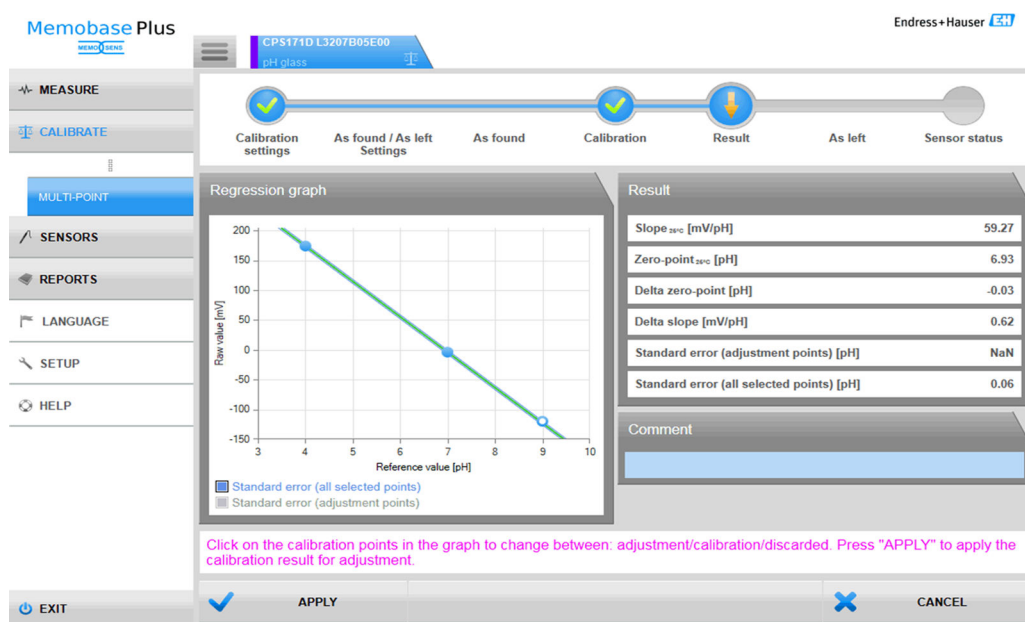 Memobase Plus
MEMO SENS
Endress+Hauser EH
CPS171D L3207B05E00
pH glass
MEASURE
CALIBRATE
MULTI-POINT
SENSORS
REPORTS
LANGUAGE
SETUP
HELP
EXIT
Calibration
settings
As found / As left
Settings
As found
Calibration
Result
As left
Sensor status
Regression graph
Raw value [mV]
200
150
100
50
0
-50
-100
-150
3 4 5 6 7 8 9 10
Reference value [pH]
Standard error (all selected points)
Standard error (adjustment points)
Result
Slope 25°C [mV/pH] 59.27
Zero-point 25°C [pH] 6.93
Delta zero-point [pH] -0.03
Delta slope [mV/pH] 0.62
Standard error (adjustment points) [pH] NaN
Standard error (all selected points) [pH] 0.06
Comment
Click on the calibration points in the graph to change between: adjustment/calibration/discarded. Press "APPLY" to apply the
calibration result for adjustment.
APPLY
CANCEL